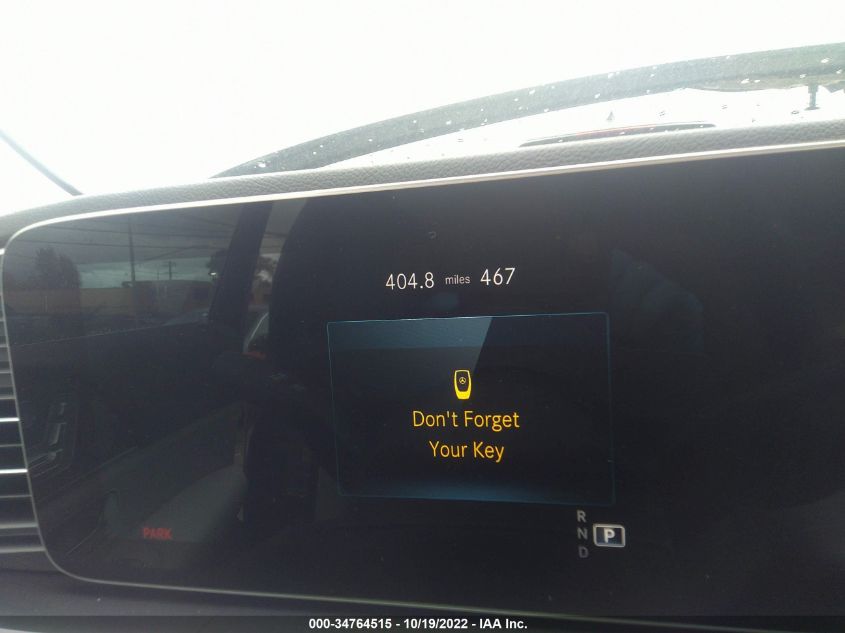 404.8 miles 467
Don't Forget
Your Key
R
N P
D
PARK
000-34764515 - 10/19/2022 - IAA Inc.